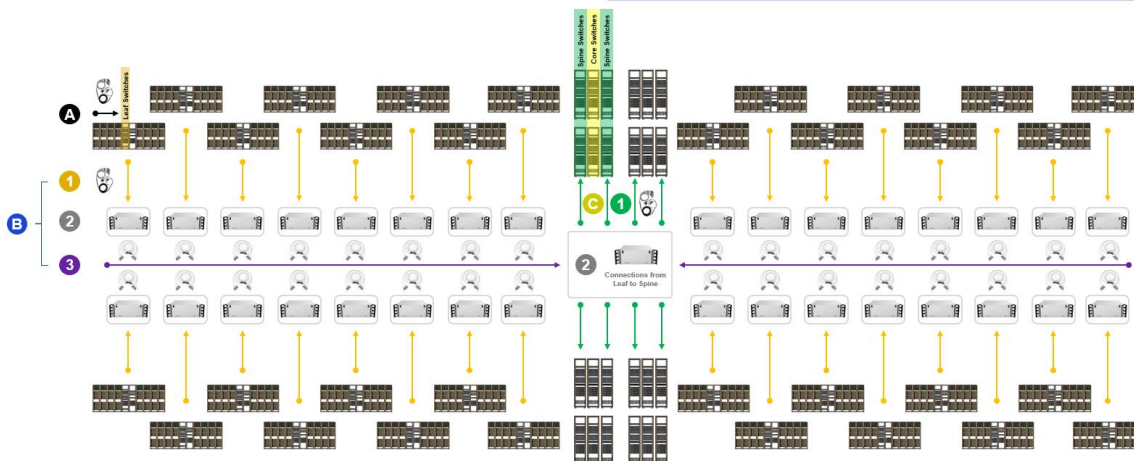 Spine Switches
Core Switches
Spine Switches
Leaf Switches
A
1
C
1
B
2
3
2
Connections from
Leaf to Spine